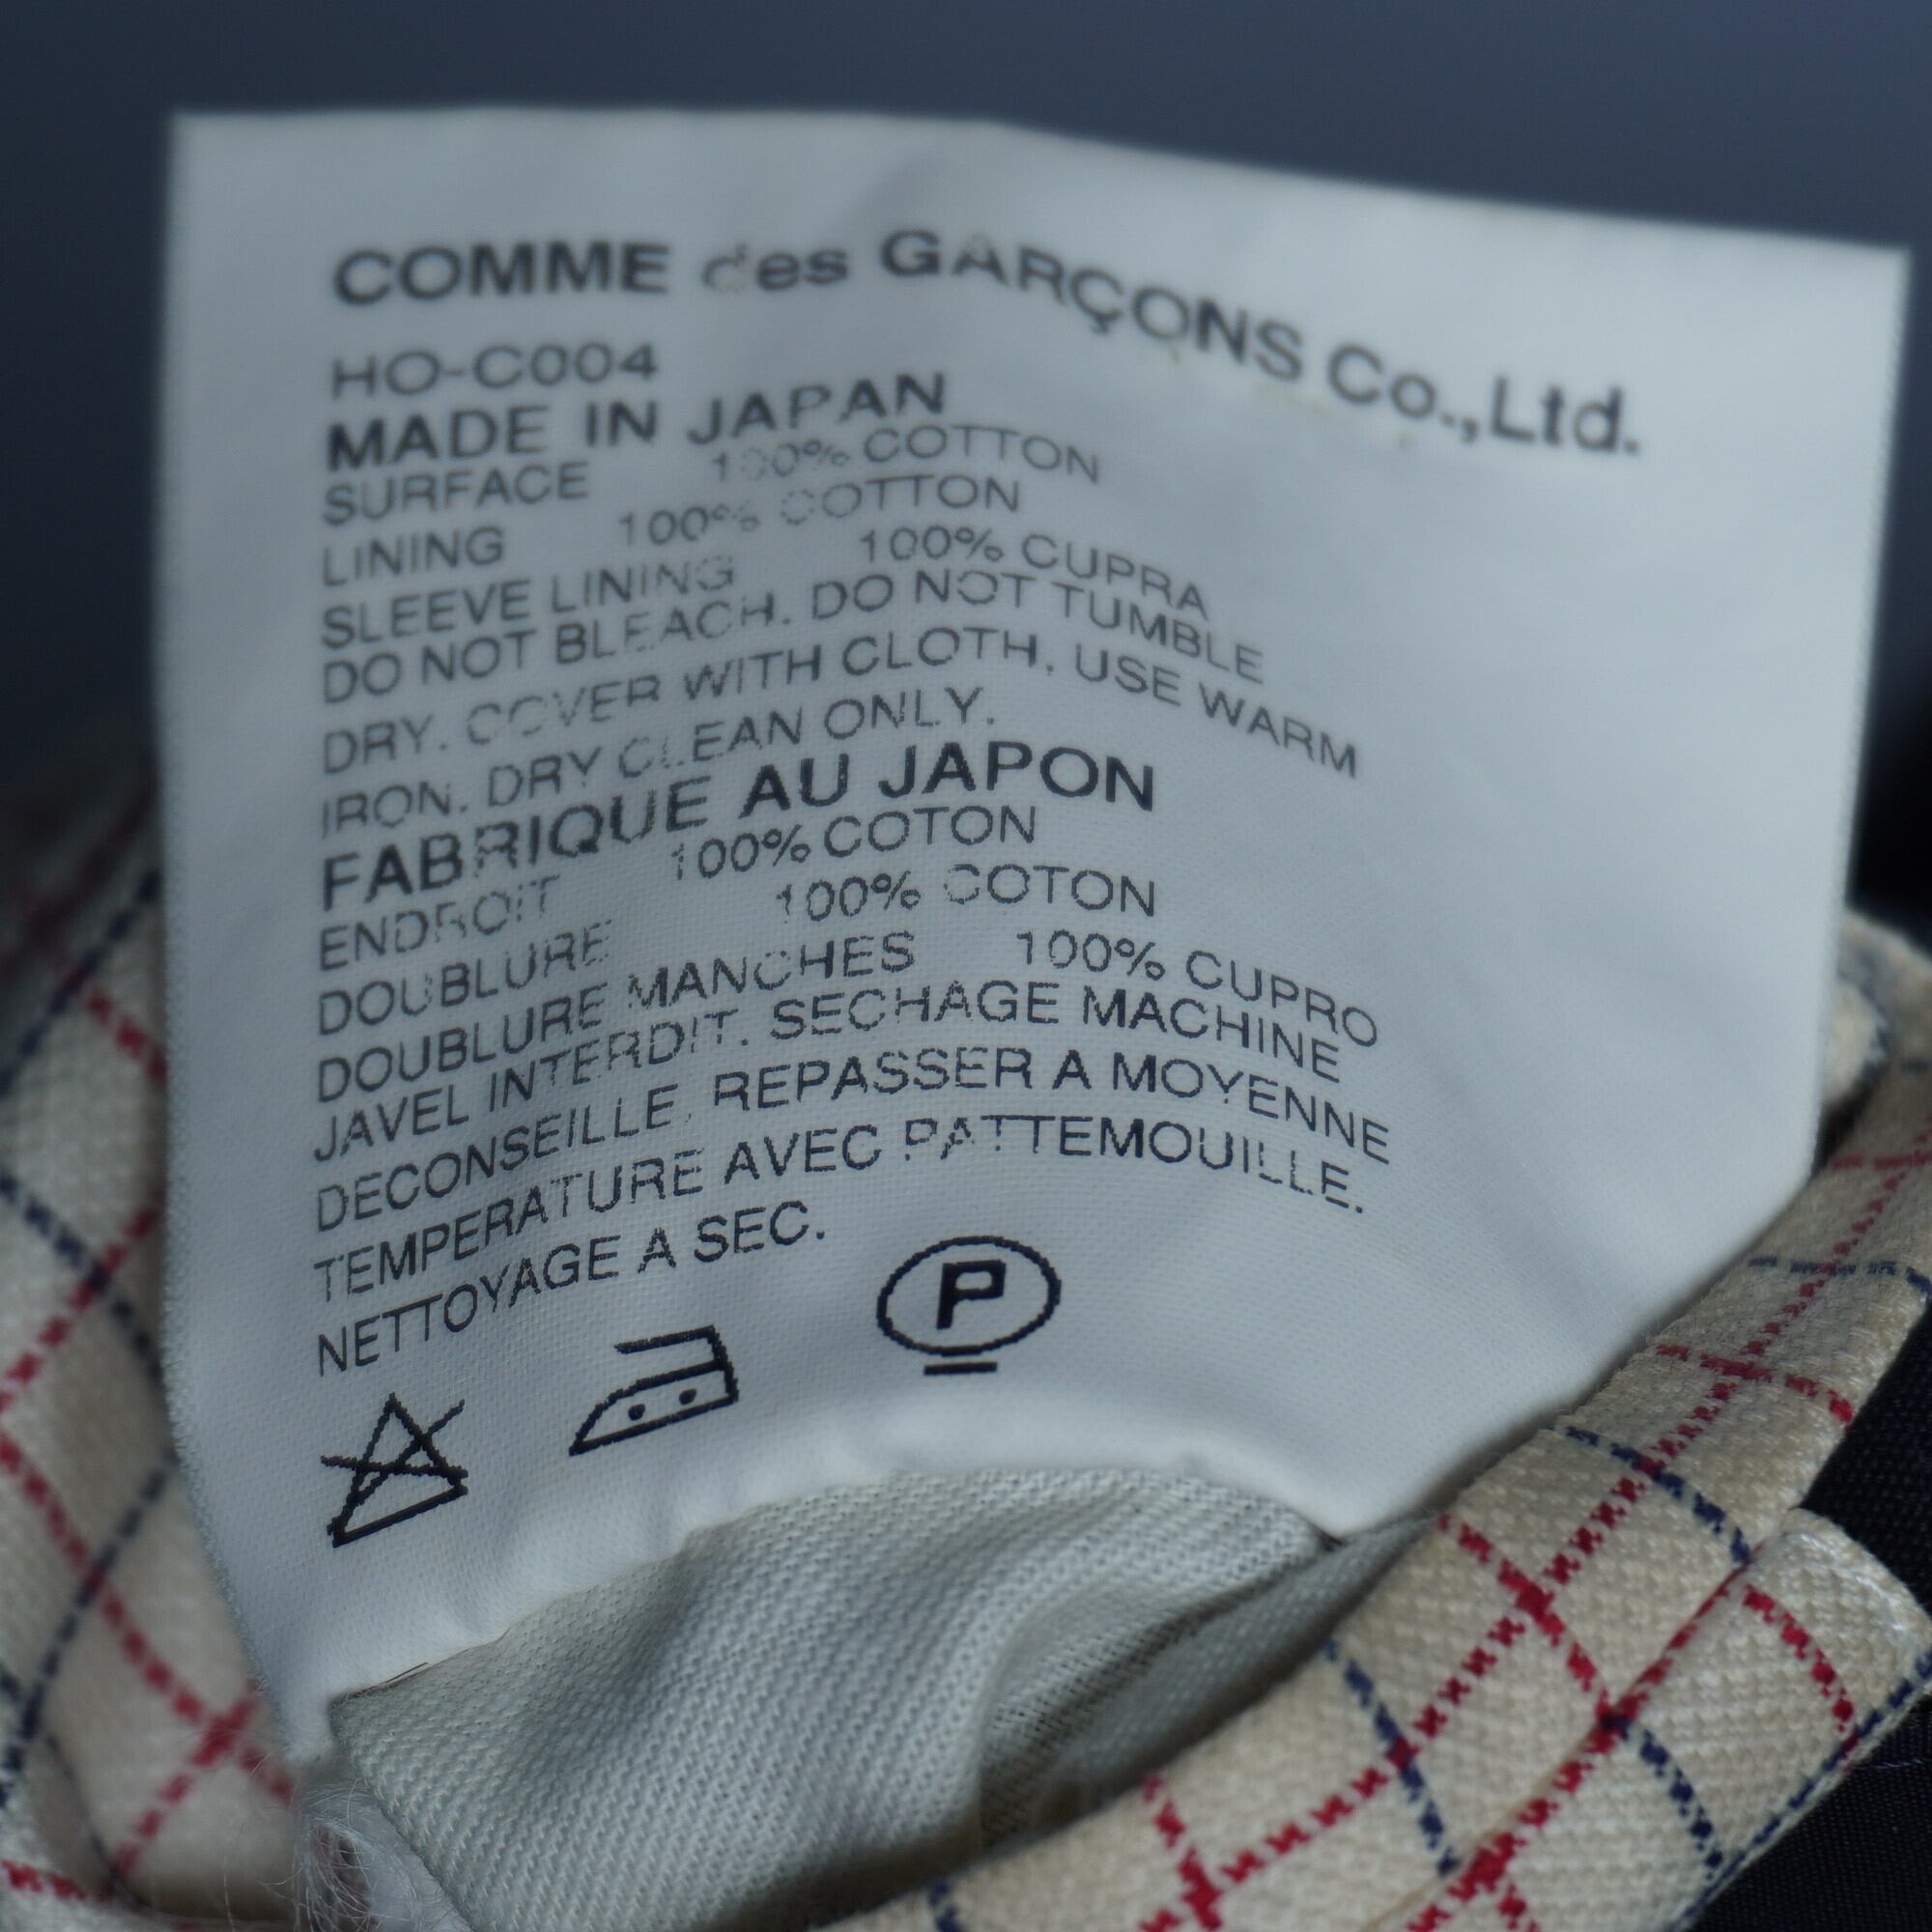 COMME des GARÇONS Co.,Ltd.
HO-C004
MADE IN JAPAN
SURFACE 100% COTTON
LINING 100% COTTON
SLEEVE LINING 100% CUPRA
DO NOT BLEACH. DO NOT TUMBLE
DRY. COVER WITH CLOTH, USE WARM
IRON. DRY CLEAN ONLY.
FABRIQUE AU JAPON
ENDROIT 100% COTON
DOUBLURE 100% COTON
DOUBLURE MANCHES 100% CUPRO
JAVEL INTERDIT. SECHAGE MACHINE
DECONSEILLE. REPASSER A MOYENNE
TEMPERATURE AVEC PATTEMOUILLE.
NETTOYAGE A SEC.
P